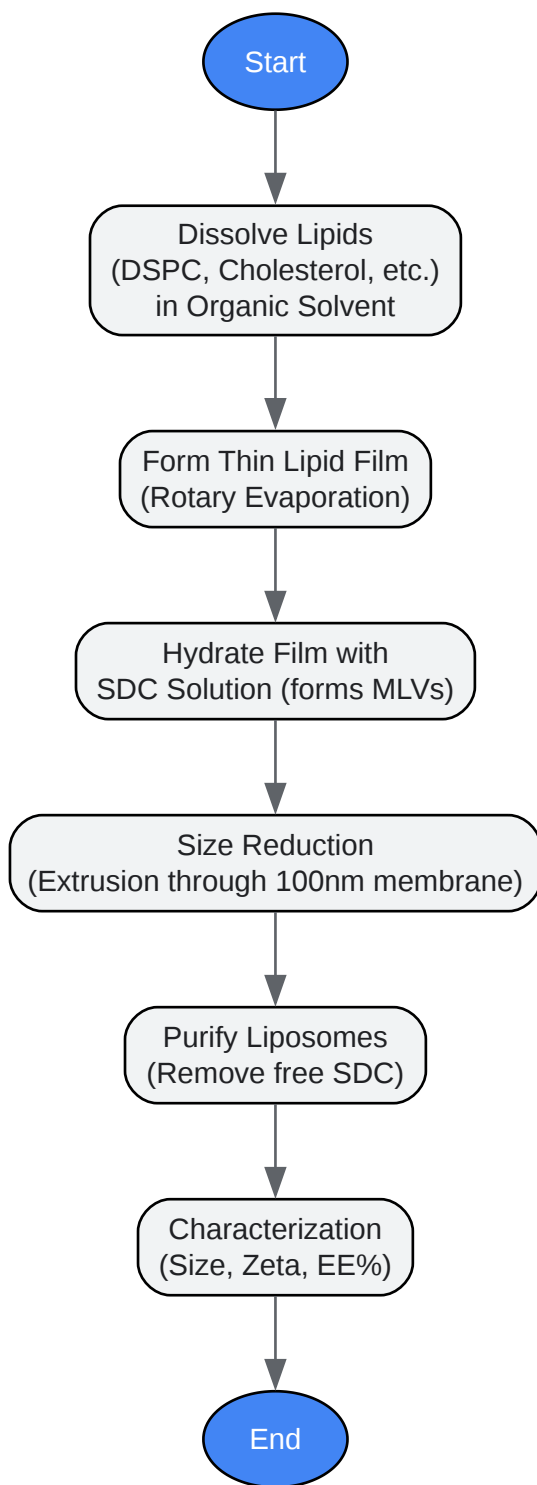 Start
Dissolve Lipids
(DSPC, Cholesterol, etc.)
in Organic Solvent
Form Thin Lipid Film
(Rotary Evaporation)
Hydrate Film with
SDC Solution (forms MLVs)
Size Reduction
(Extrusion through 100nm membrane)
Purify Liposomes
(Remove free SDC)
Characterization
(Size, Zeta, EE%)
End